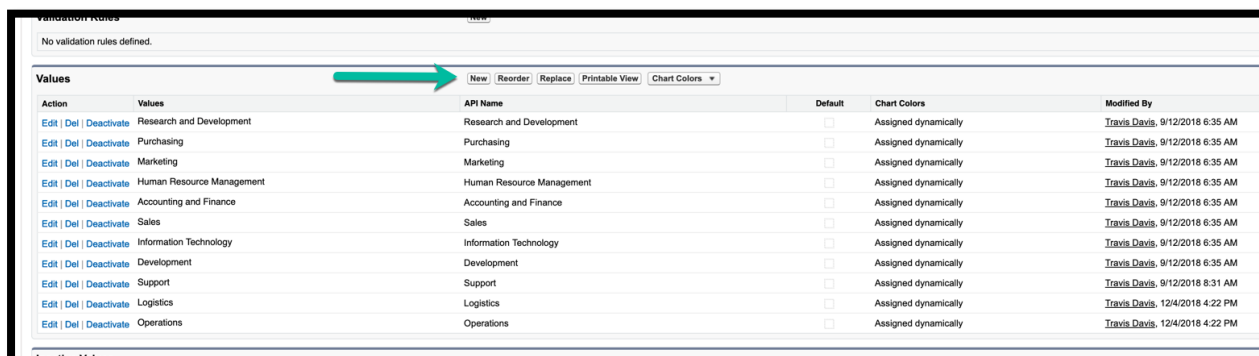 Validation Rules New
No validation rules defined.
Values New Reorder Replace Printable View Chart Colors
Action Values API Name Default Chart Colors Modified By
Edit | Del | Deactivate Research and Development Research and Development Assigned dynamically Travis Davis, 9/12/2018 6:35 AM
Edit | Del | Deactivate Purchasing Purchasing Assigned dynamically Travis Davis, 9/12/2018 6:35 AM
Edit | Del | Deactivate Marketing Marketing Assigned dynamically Travis Davis, 9/12/2018 6:35 AM
Edit | Del | Deactivate Human Resource Management Human Resource Management Assigned dynamically Travis Davis, 9/12/2018 6:35 AM
Edit | Del | Deactivate Accounting and Finance Accounting and Finance Assigned dynamically Travis Davis, 9/12/2018 6:35 AM
Edit | Del | Deactivate Sales Sales Assigned dynamically Travis Davis, 9/12/2018 6:35 AM
Edit | Del | Deactivate Information Technology Information Technology Assigned dynamically Travis Davis, 9/12/2018 6:35 AM
Edit | Del | Deactivate Development Development Assigned dynamically Travis Davis, 9/12/2018 6:35 AM
Edit | Del | Deactivate Support Support Assigned dynamically Travis Davis, 9/12/2018 8:31 AM
Edit | Del | Deactivate Logistics Logistics Assigned dynamically Travis Davis, 12/4/2018 4:22 PM
Edit | Del | Deactivate Operations Operations Assigned dynamically Travis Davis, 12/4/2018 4:22 PM